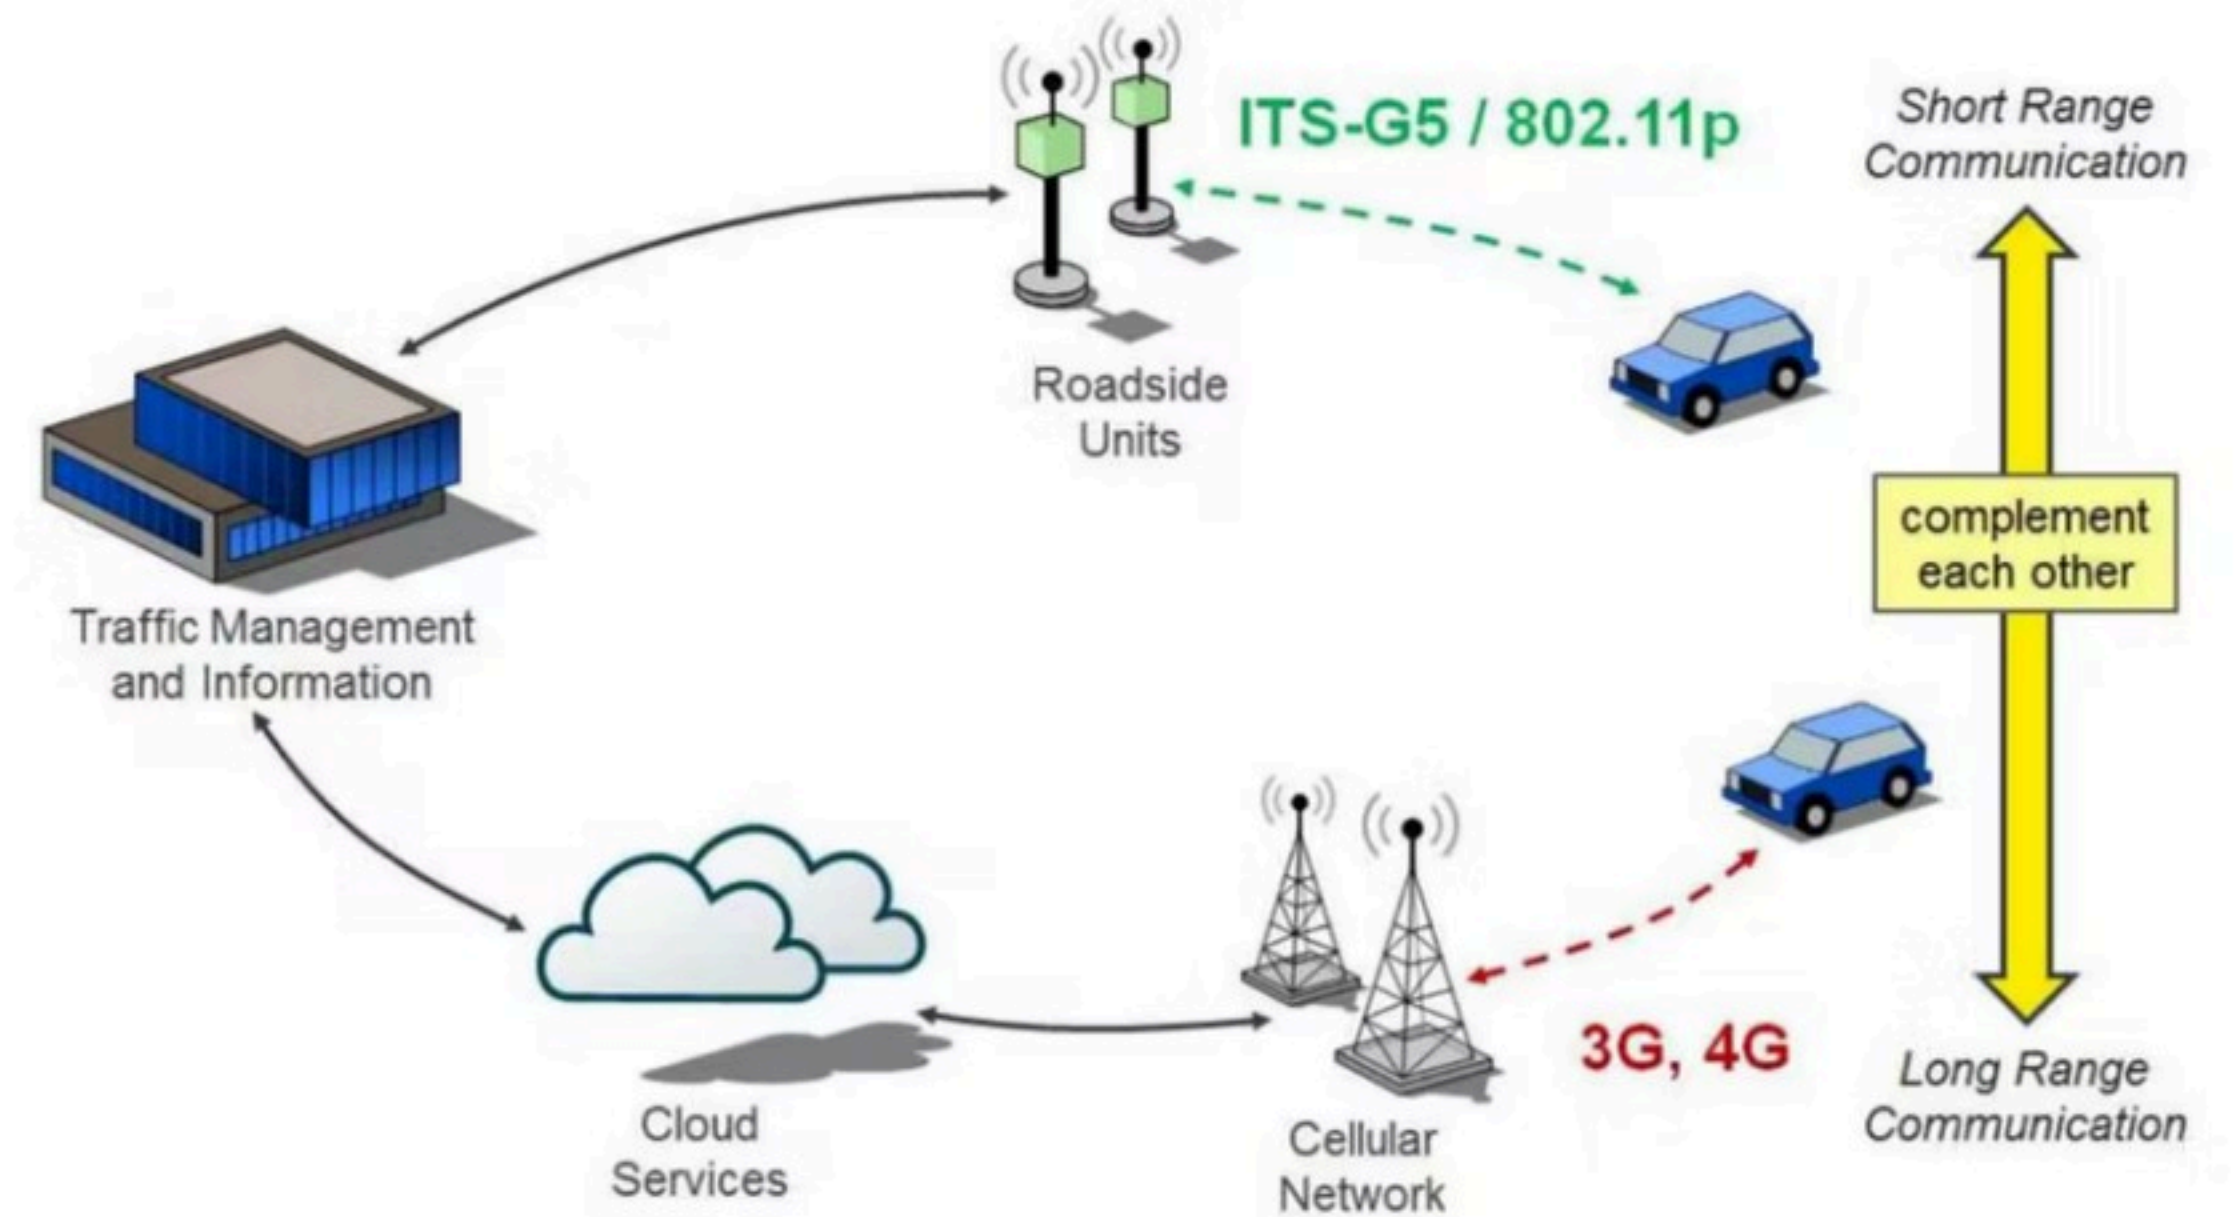 ITS-G5 / 802.11p
Short Range
Communication
Roadside
Units
complement
each other
Traffic Management
and Information
3G, 4G
Long Range
Communication
Cloud
Services
Cellular
Network